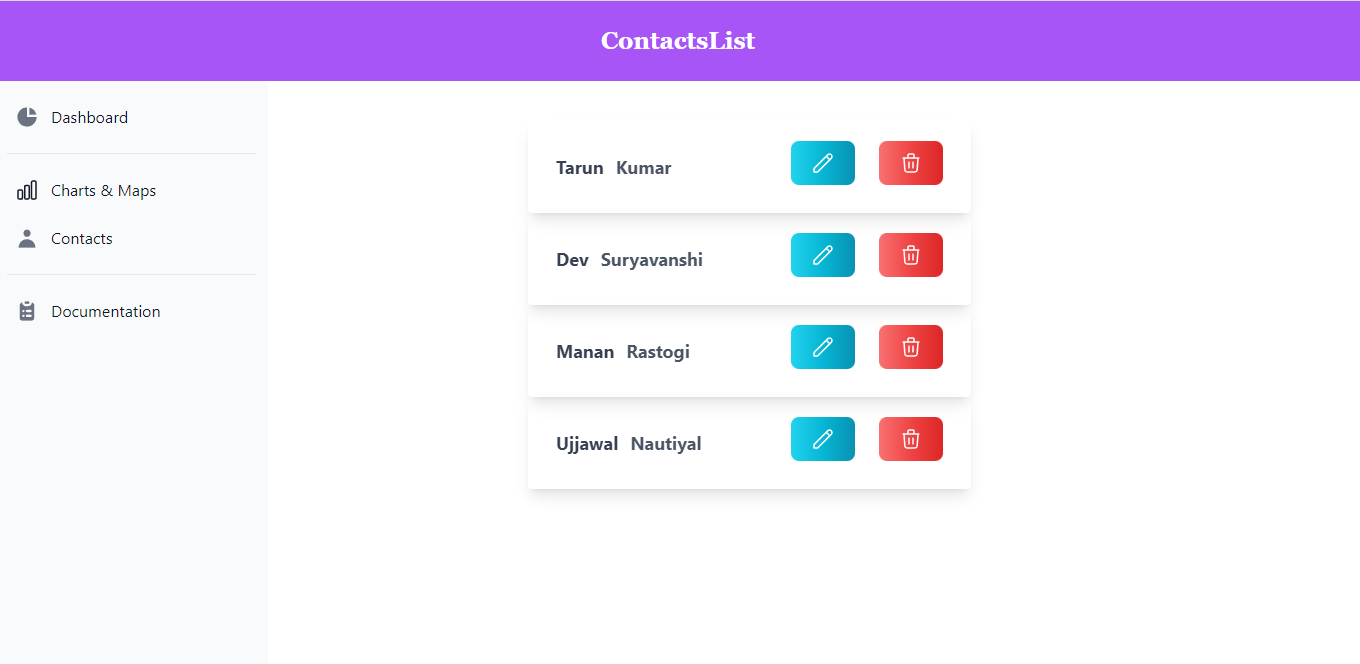 ContactsList
Dashboard
Charts & Maps
Contacts
Documentation
Tarun Kumar
Dev Suryavanshi
Manan Rastogi
Ujjawal Nautiyal